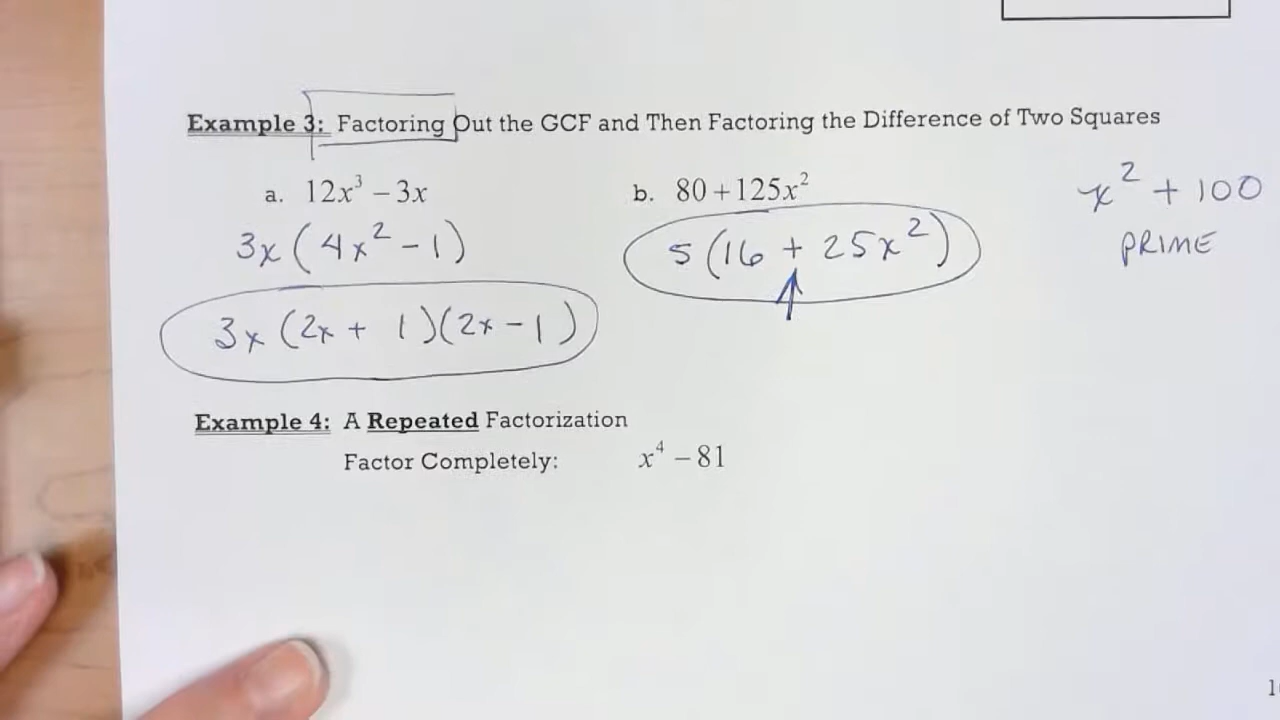 Example 3: Factoring Out the GCF and Then Factoring the Difference of Two Squares
a. 12x³ − 3x
3x(4x² − 1)
3x(2x + 1)(2x − 1)
b. 80 + 125x²
5(16 + 25x²)
x² + 100
PRIME
Example 4: A Repeated Factorization
Factor Completely: x⁴ − 81